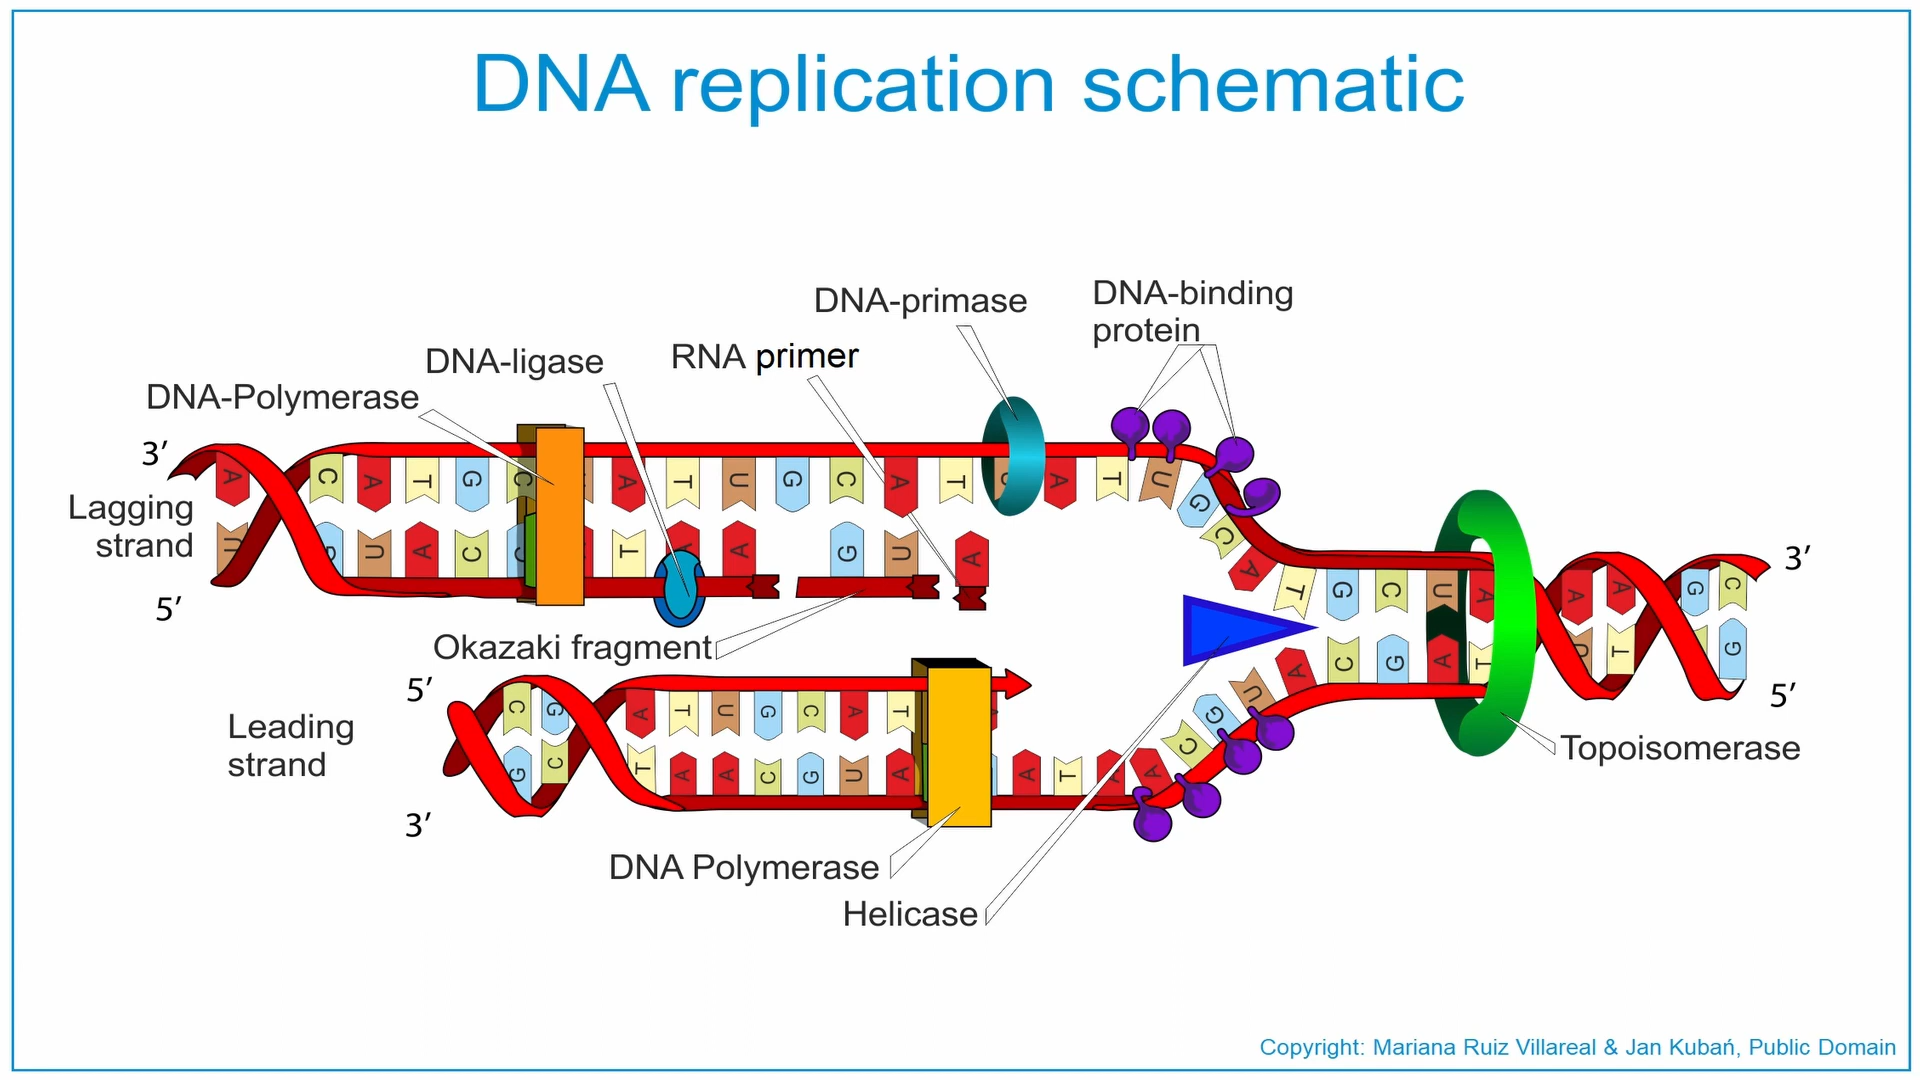 DNA replication schematic
DNA-binding
protein
DNA-primase
RNA primer
DNA-ligase
DNA-Polymerase
3′
Lagging
strand
5′
A C A T G C A T U G C A T A T U G C A T G C U A A A G C
U G U A C T A A G U A
A C G A T U T G
Okazaki fragment
3′
5′
Topoisomerase
5′
Leading
strand
3′
C G A T U G C A T
G C T A A C G U A A T A A C G U
DNA Polymerase
Helicase
Copyright: Mariana Ruiz Villareal & Jan Kubań, Public Domain